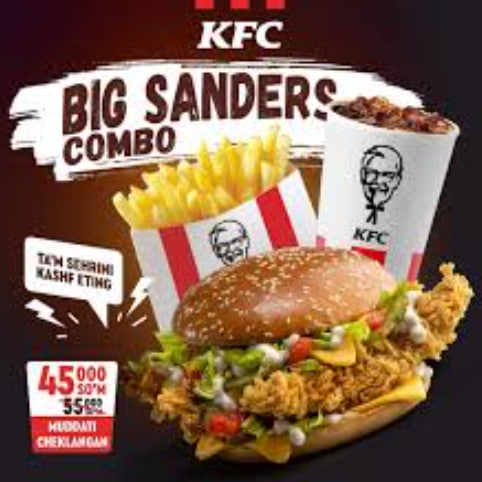 KFC
BIG SANDERS
COMBO
KFC
TA'M SEHRINI
KASHF ETING
45 000
SO'M
55 000
MUDDATI
CHEKLANGAN